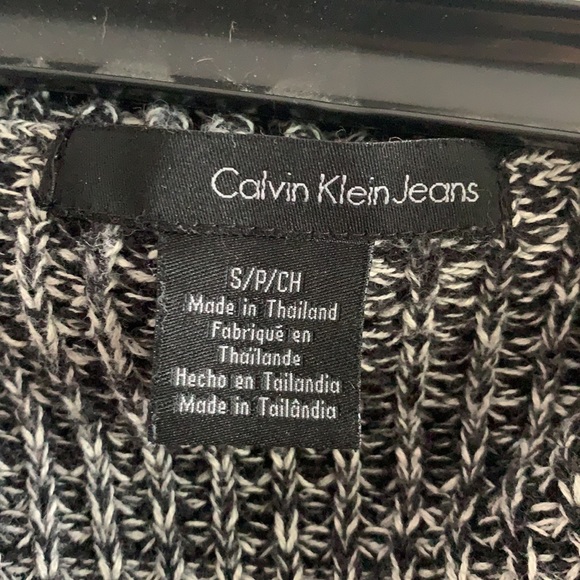 Calvin Klein Jeans
S/P/CH
Made in Thailand
Fabriqué en
Thaïlande
Hecho en Tailandia
Made in Tailândia